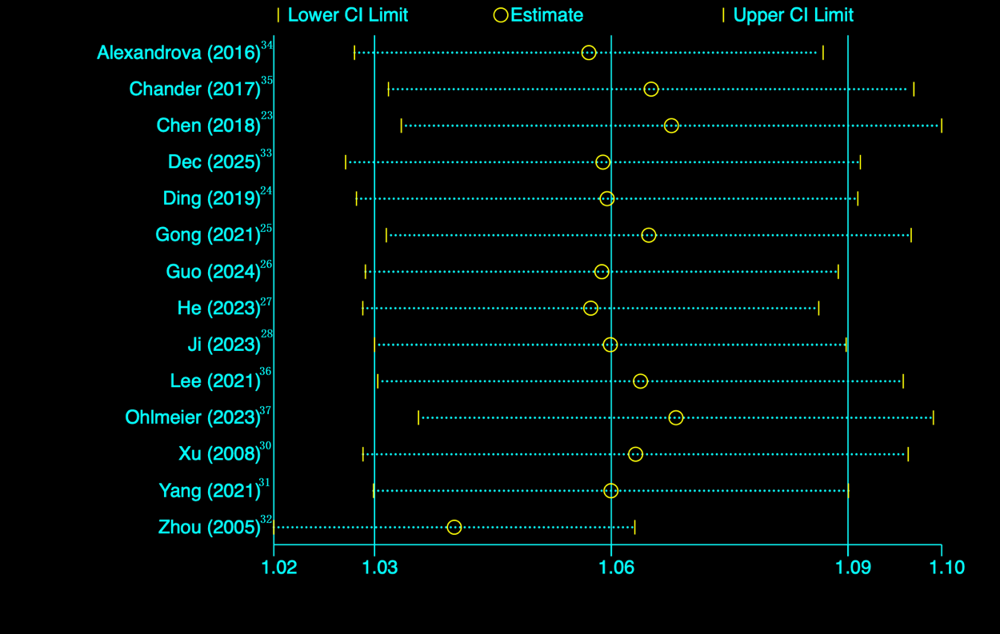 | Lower CI Limit ○ Estimate | Upper CI Limit
Alexandrova (2016)34
Chander (2017)35
Chen (2018)23
Dec (2025)33
Ding (2019)24
Gong (2021)25
Guo (2024)26
He (2023)27
Ji (2023)28
Lee (2021)36
Ohlmeier (2023)37
Xu (2008)30
Yang (2021)31
Zhou (2005)32
1.02 1.03 1.06 1.09 1.10